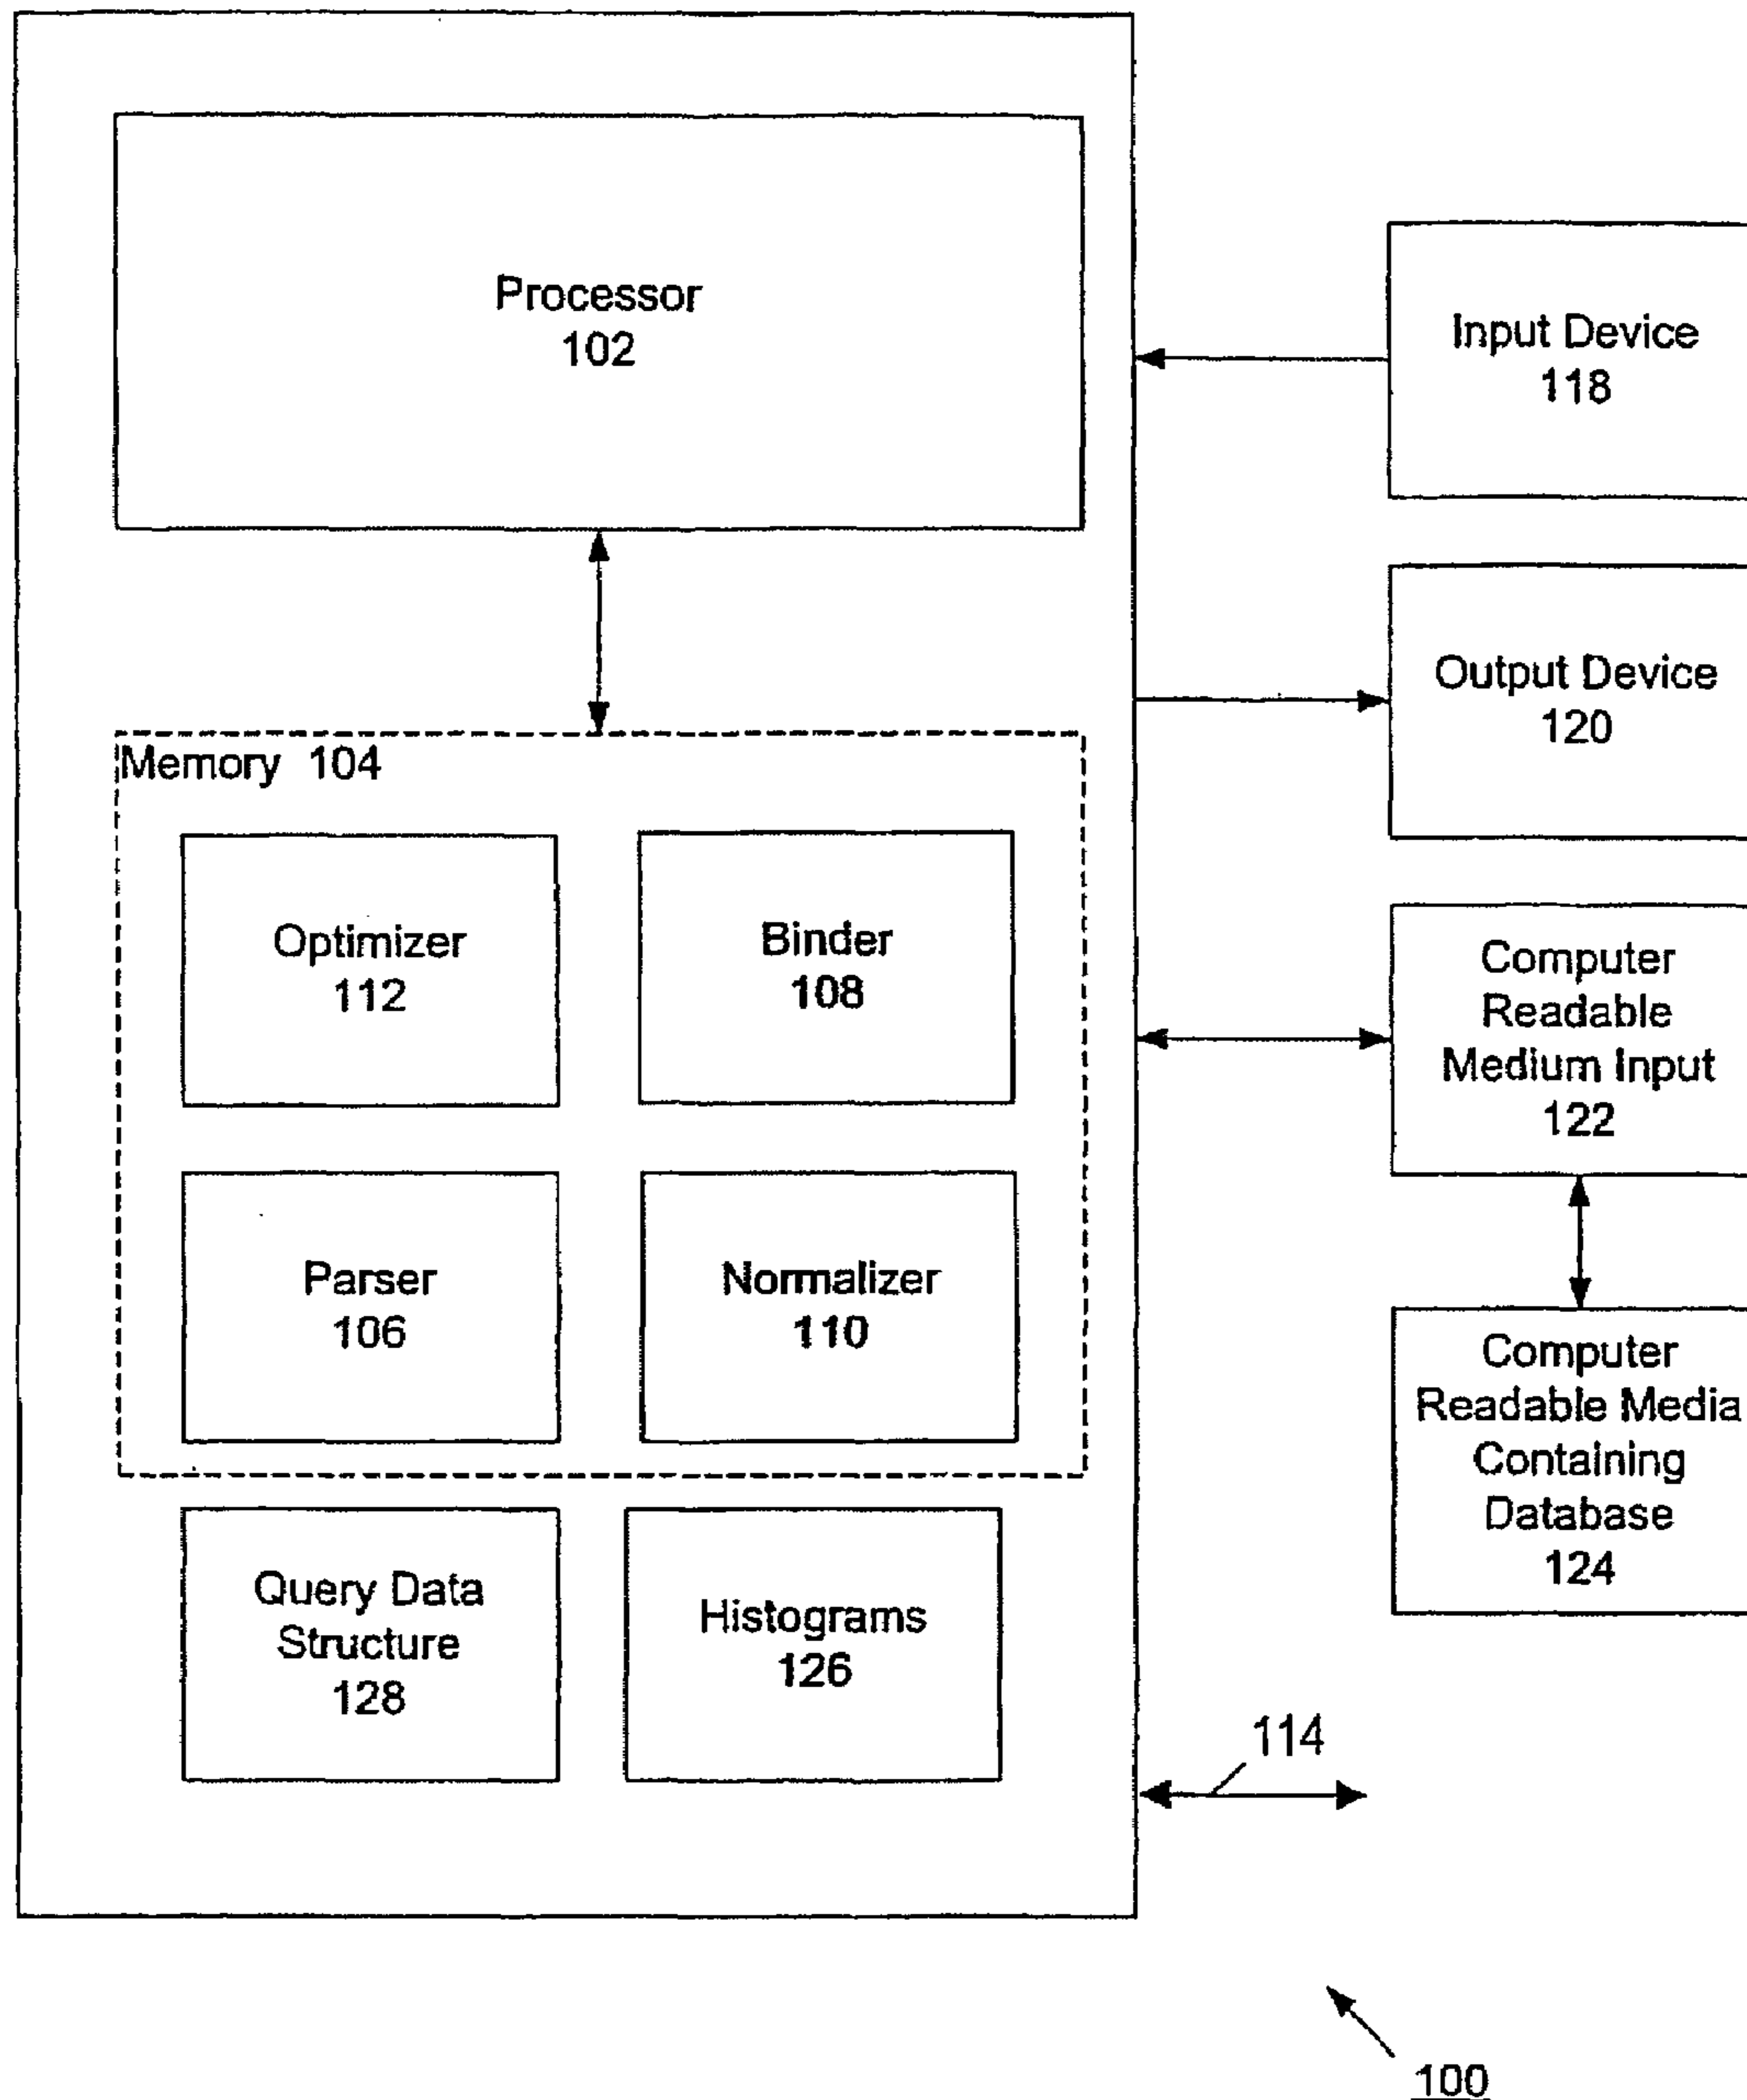 Processor
102
Memory 104
Optimizer
112
Binder
108
Parser
106
Normalizer
110
Query Data
Structure
128
Histograms
126
Input Device
118
Output Device
120
Computer
Readable
Medium Input
122
Computer
Readable Media
Containing
Database
124
114
100